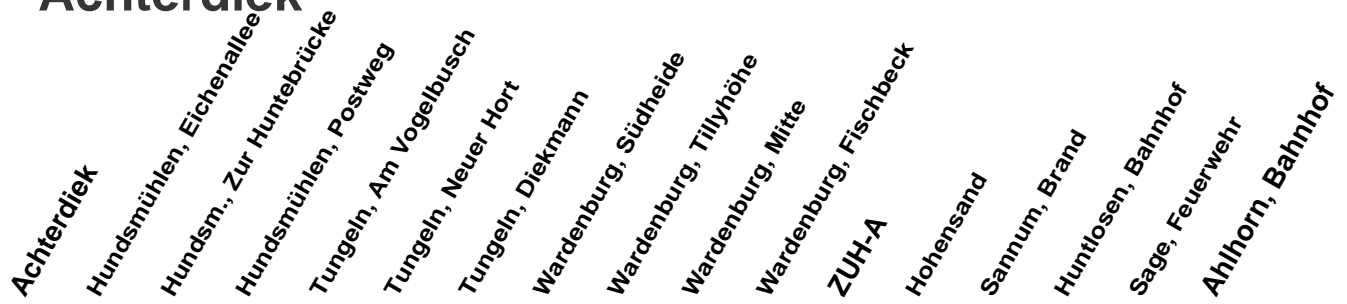 Achterdiek
Achterdiek
Hundsmühlen, Eichenallee
Hundsm., Zur Huntebrücke
Hundsmühlen, Postweg
Tungeln, Am Vogelbusch
Tungeln, Neuer Hort
Tungeln, Diekmann
Wardenburg, Südheide
Wardenburg, Tillyhöhe
Wardenburg, Mitte
Wardenburg, Fischbeck
ZUH-A
Hohensand
Sannum, Brand
Huntlosen, Bahnhof
Sage, Feuerwehr
Ahlhorn, Bahnhof